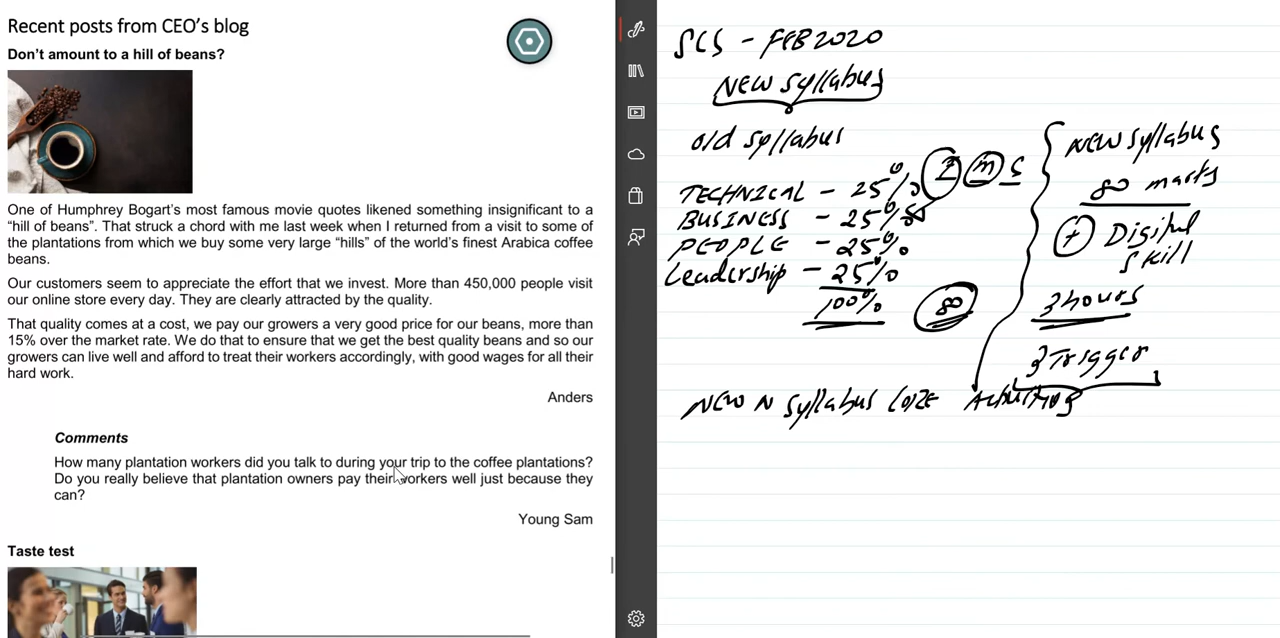 Recent posts from CEO's blog
Don't amount to a hill of beans?
One of Humphrey Bogart's most famous movie quotes likened something insignificant to a
"hill of beans". That struck a chord with me last week when I returned from a visit to some of
the plantations from which we buy some very large "hills" of the world's finest Arabica coffee
beans.
Our customers seem to appreciate the effort that we invest. More than 450,000 people visit
our online store every day. They are clearly attracted by the quality.
That quality comes at a cost, we pay our growers a very good price for our beans, more than
15% over the market rate. We do that to ensure that we get the best quality beans and so our
growers can live well and afford to treat their workers accordingly, with good wages for all their
hard work.
Anders
Comments
How many plantation workers did you talk to during your trip to the coffee plantations?
Do you really believe that plantation owners pay their workers well just because they
can?
Young Sam
Taste test
SCS - FEB 2020
NEW Syllabus
old syllabus
TECHNICAL - 25%
BUSINESS - 25%
PEOPLE - 25%
Leadership - 25%
100%
80
m S
NEW Syllabus
80 marks
+ Digital
Skill
3 hours
3 Trigger
NEW Syllabus Core Activities